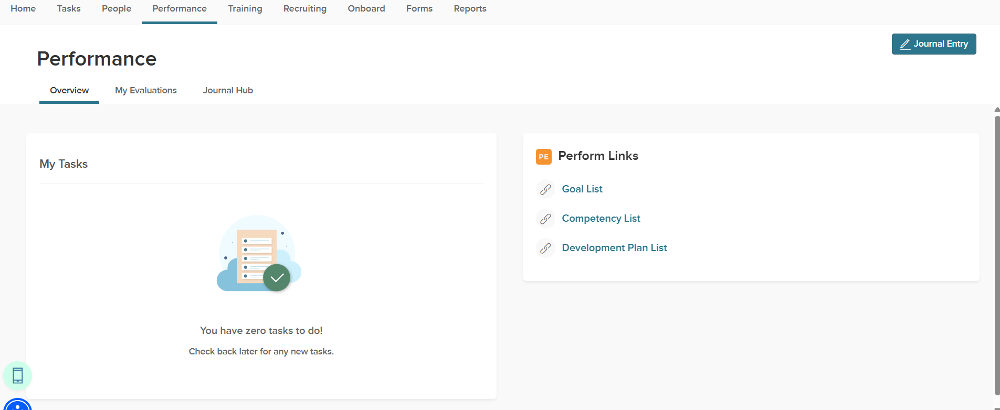 Home Tasks People Performance Training Recruiting Onboard Forms Reports
Journal Entry
Performance
Overview My Evaluations Journal Hub
My Tasks
You have zero tasks to do!
Check back later for any new tasks.
PE Perform Links
Goal List
Competency List
Development Plan List